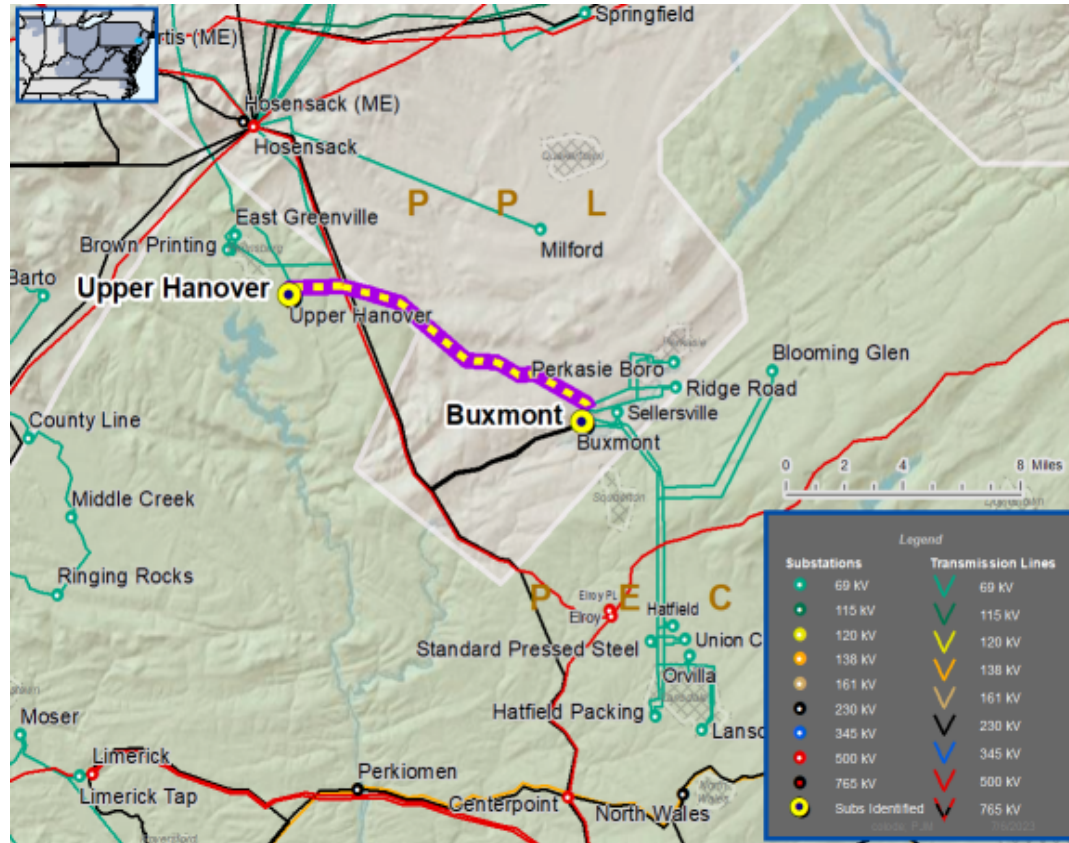 rtis (ME)
Springfield
Hosensack (ME)
Hosensack
P P L
East Greenville
Brown Printing
Milford
Barto
Upper Hanover
Upper Hanover
Blooming Glen
Perkasie Boro
Ridge Road
Buxmont
Sellersville
Buxmont
County Line
0 2 4 8 Miles
Middle Creek
Souderton
Ringing Rocks
P E C
Elroy PL
Elroy
Hatfield
Standard Pressed Steel
Union C
Orvilla
Hatfield Packing
Lansd
Moser
Limerick
Limerick Tap
Perkiomen
Centerpoint
North Wales
North Wales
Legend
Substations Transmission Lines
69 kV 69 kV
115 kV 115 kV
120 kV 120 kV
138 kV 138 kV
161 kV 161 kV
230 kV 230 kV
345 kV 345 kV
500 kV 500 kV
765 kV 765 kV
Subs Identified